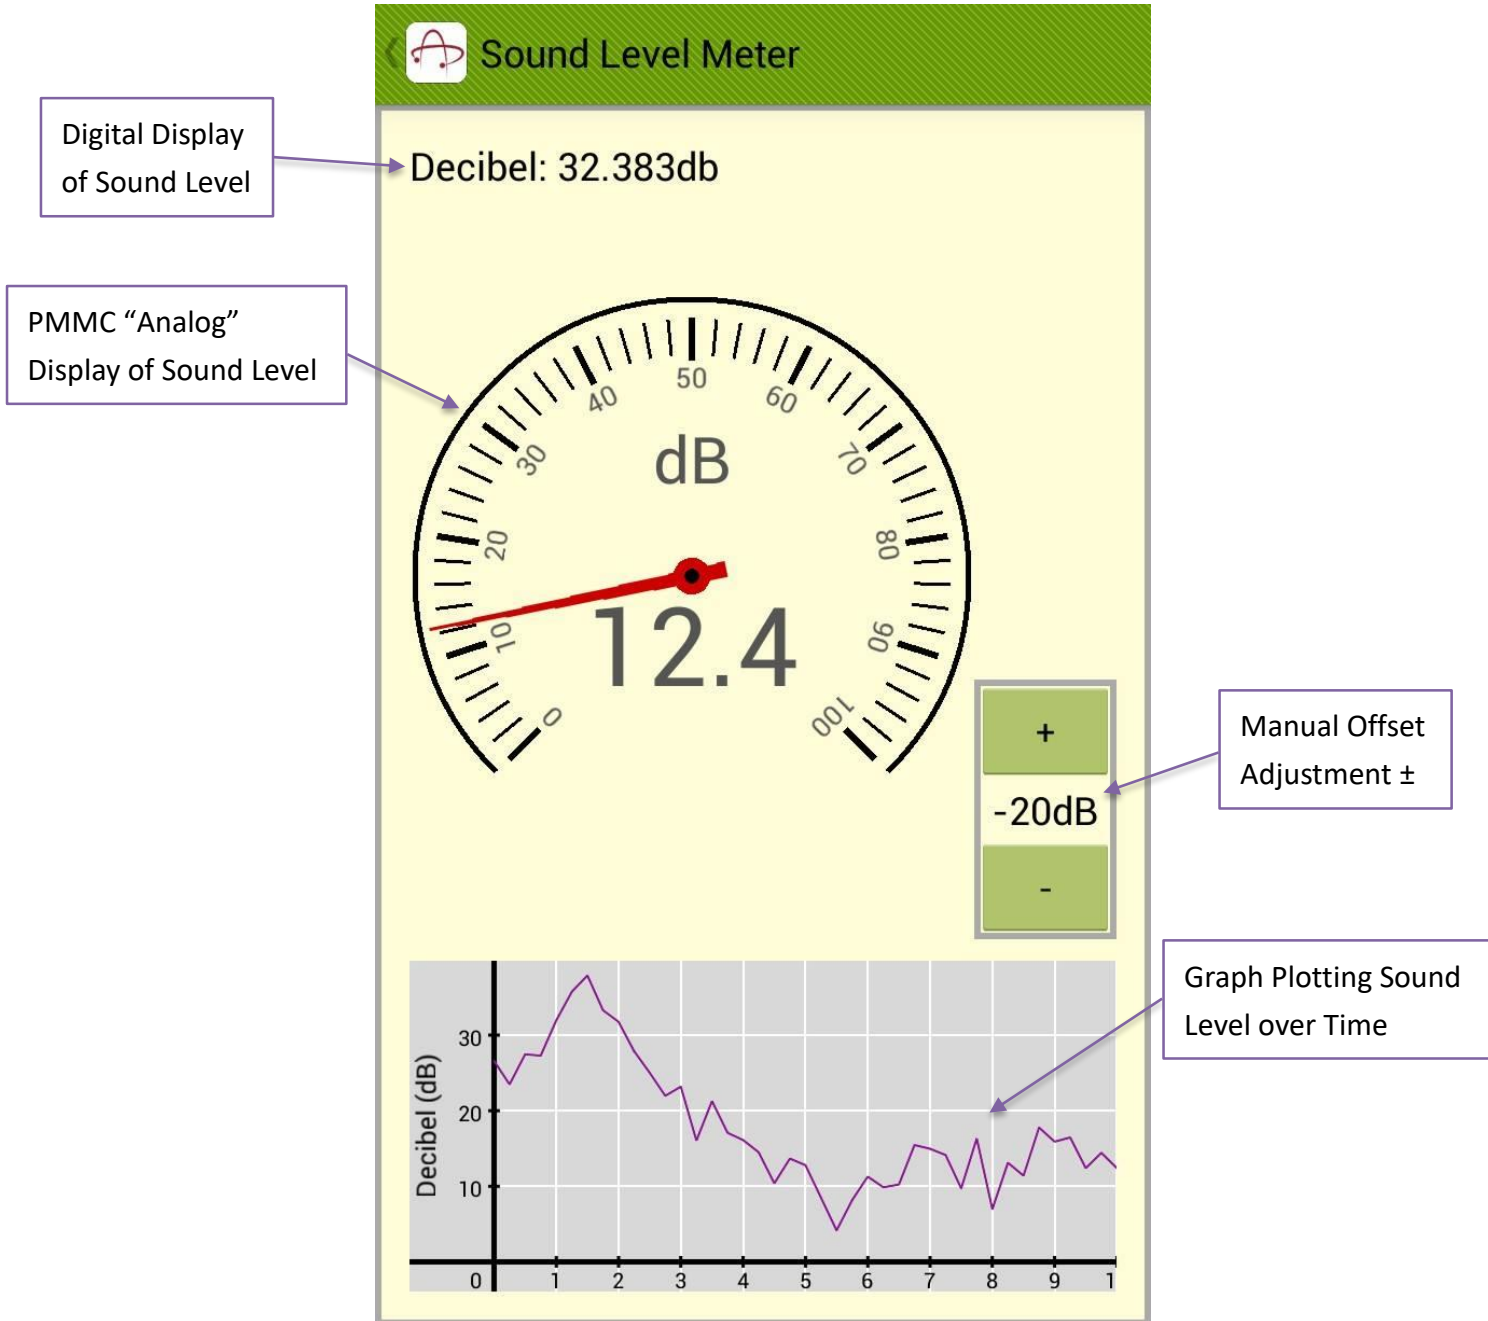 Sound Level Meter
Digital Display
of Sound Level
Decibel: 32.383db
PMMC “Analog”
Display of Sound Level
0
10
20
30
40
50
60
70
80
90
100
dB
12.4
+
-20dB
-
Manual Offset
Adjustment ±
Graph Plotting Sound
Level over Time
Decibel (dB)
30
20
10
0 1 2 3 4 5 6 7 8 9 1